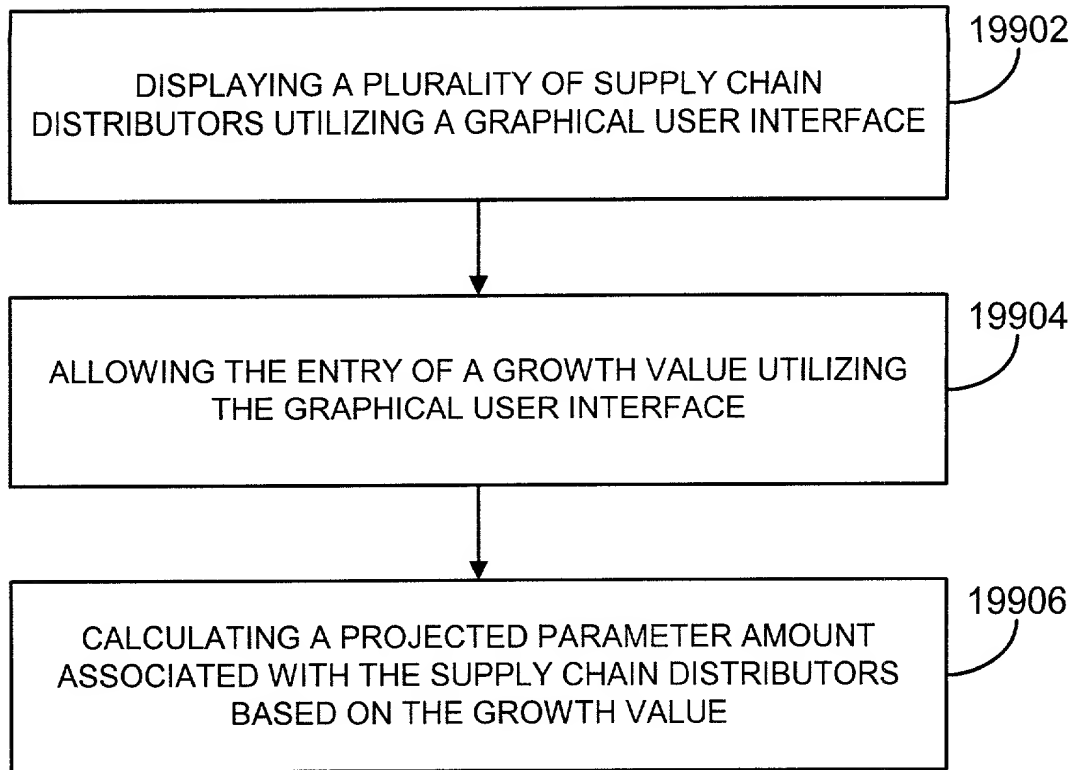 19902
DISPLAYING A PLURALITY OF SUPPLY CHAIN
DISTRIBUTORS UTILIZING A GRAPHICAL USER INTERFACE
19904
ALLOWING THE ENTRY OF A GROWTH VALUE UTILIZING
THE GRAPHICAL USER INTERFACE
19906
CALCULATING A PROJECTED PARAMETER AMOUNT
ASSOCIATED WITH THE SUPPLY CHAIN DISTRIBUTORS
BASED ON THE GROWTH VALUE